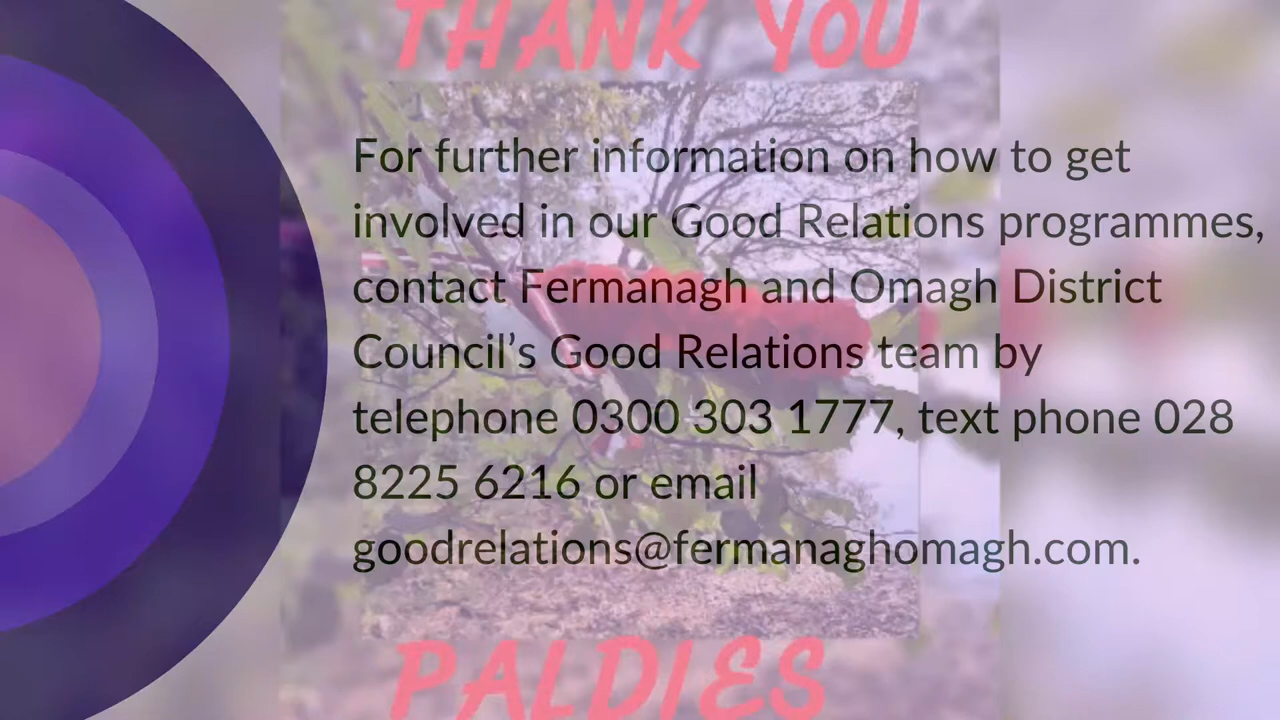 THANK YOU
For further information on how to get
involved in our Good Relations programmes,
contact Fermanagh and Omagh District
Council’s Good Relations team by
telephone 0300 303 1777, text phone 028
8225 6216 or email
goodrelations@fermanaghomagh.com.
PALDIES